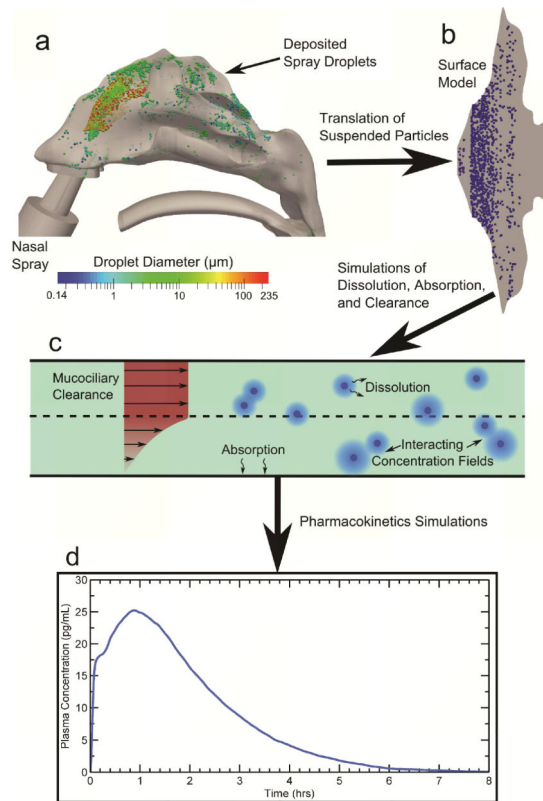 a
Deposited
Spray Droplets
b
Surface
Model
Translation of
Suspended Particles
Nasal
Spray
Droplet Diameter (µm)
0.14 1 10 100 235
Simulations of
Dissolution, Absorption,
and Clearance
c
Mucociliary
Clearance
Dissolution
Absorption
Interacting
Concentration Fields
Pharmacokinetics Simulations
d
Plasma Concentration (pg/mL)
30
25
20
15
10
5
0
0 1 2 3 4 5 6 7 8
Time (hrs)